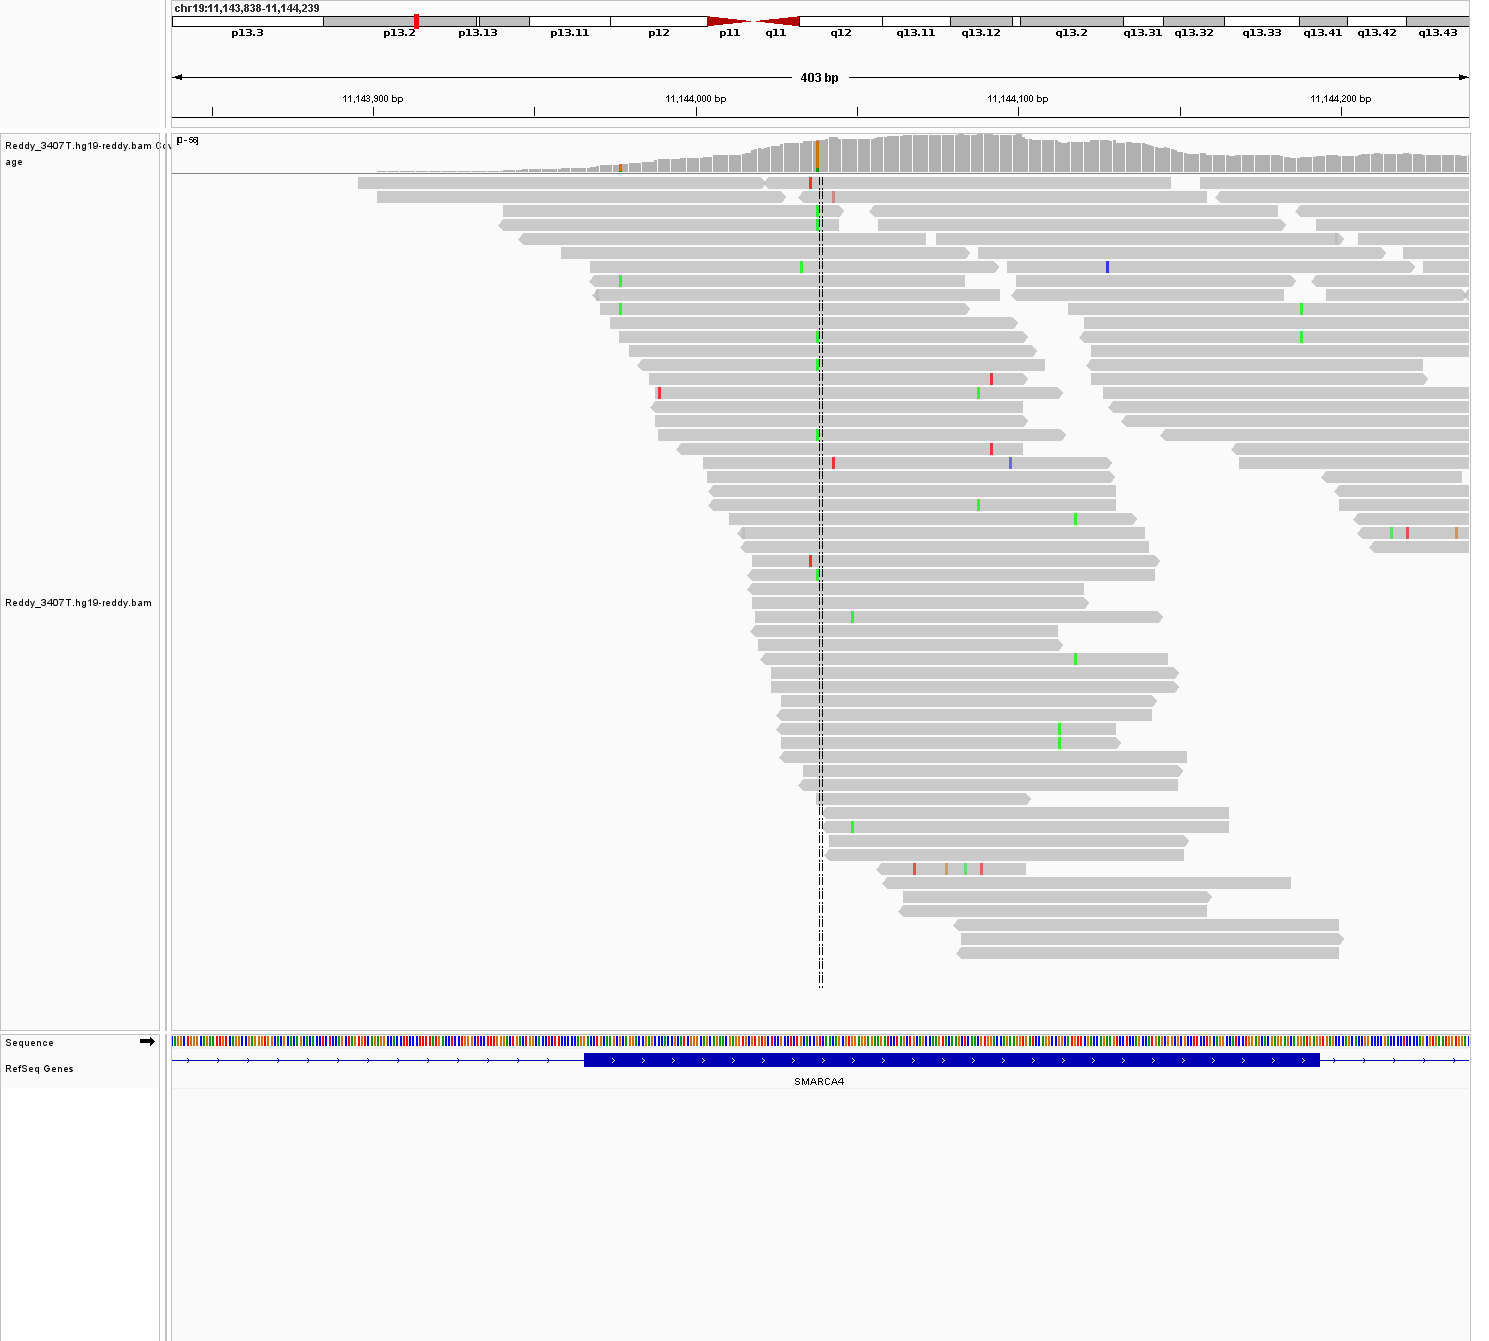 chr19:11,143,838-11,144,239
p13.3 p13.2 p13.13 p13.11 p12 p11 q11 q12 q13.11 q13.12 q13.2 q13.31 q13.32 q13.33 q13.41 q13.42 q13.43
403 bp
11,143,900 bp 11,144,000 bp 11,144,100 bp 11,144,200 bp
Reddy_3407T.hg19-reddy.bam Cov
age
Reddy_3407T.hg19-reddy.bam
Sequence
RefSeq Genes
SMARCA4